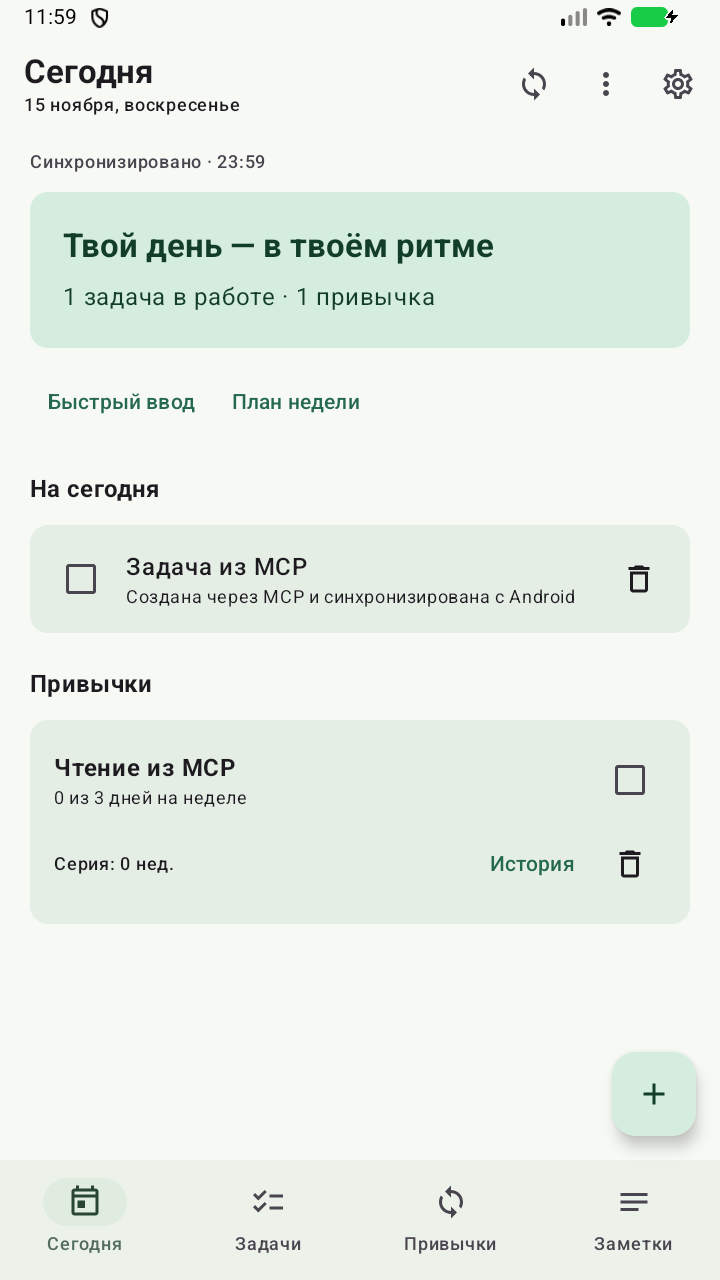 11:59
Сегодня
15 ноября, воскресенье
Синхронизировано · 23:59
Твой день — в твоём ритме
1 задача в работе · 1 привычка
Быстрый ввод План недели
На сегодня
Задача из MCP
Создана через MCP и синхронизирована с Android
Привычки
Чтение из MCP
0 из 3 дней на неделе
Серия: 0 нед. История
Сегодня Задачи Привычки Заметки